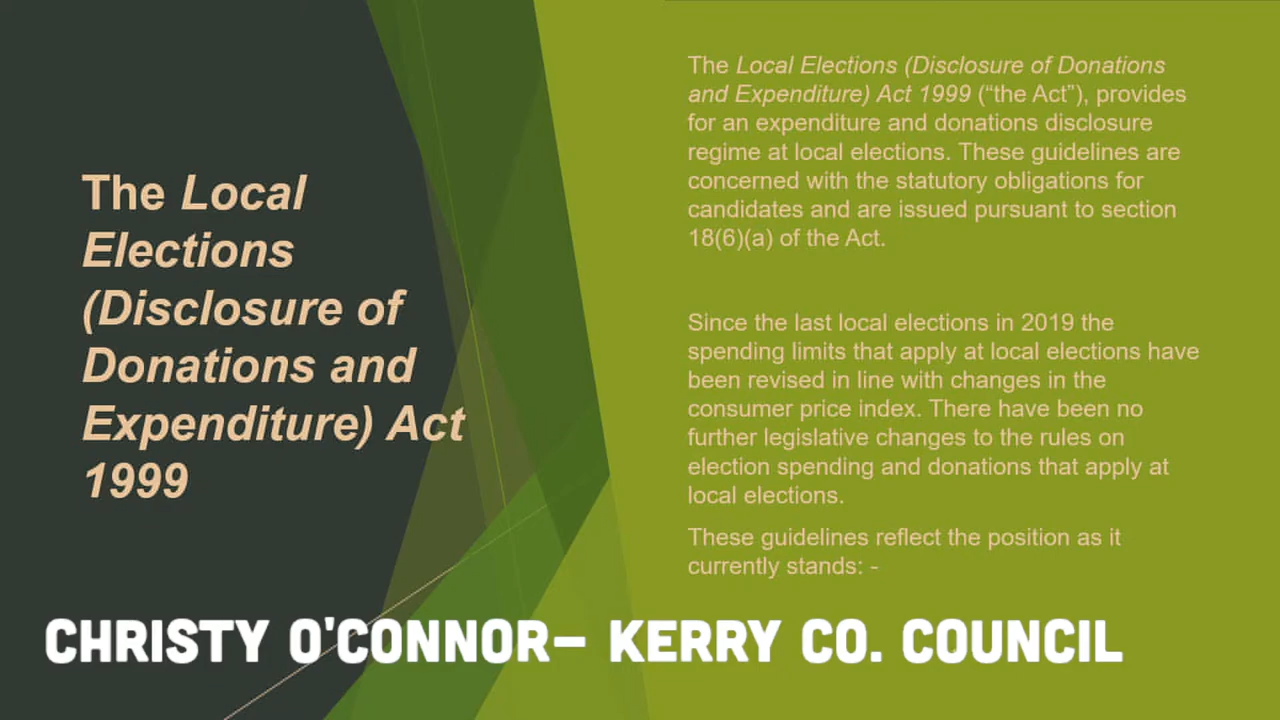 The Local
Elections
(Disclosure of
Donations and
Expenditure) Act
1999
The Local Elections (Disclosure of Donations
and Expenditure) Act 1999 (“the Act”), provides
for an expenditure and donations disclosure
regime at local elections. These guidelines are
concerned with the statutory obligations for
candidates and are issued pursuant to section
18(6)(a) of the Act.
Since the last local elections in 2019 the
spending limits that apply at local elections have
been revised in line with changes in the
consumer price index. There have been no
further legislative changes to the rules on
election spending and donations that apply at
local elections.
These guidelines reflect the position as it
currently stands: -
CHRISTY O'CONNOR– KERRY CO. COUNCIL